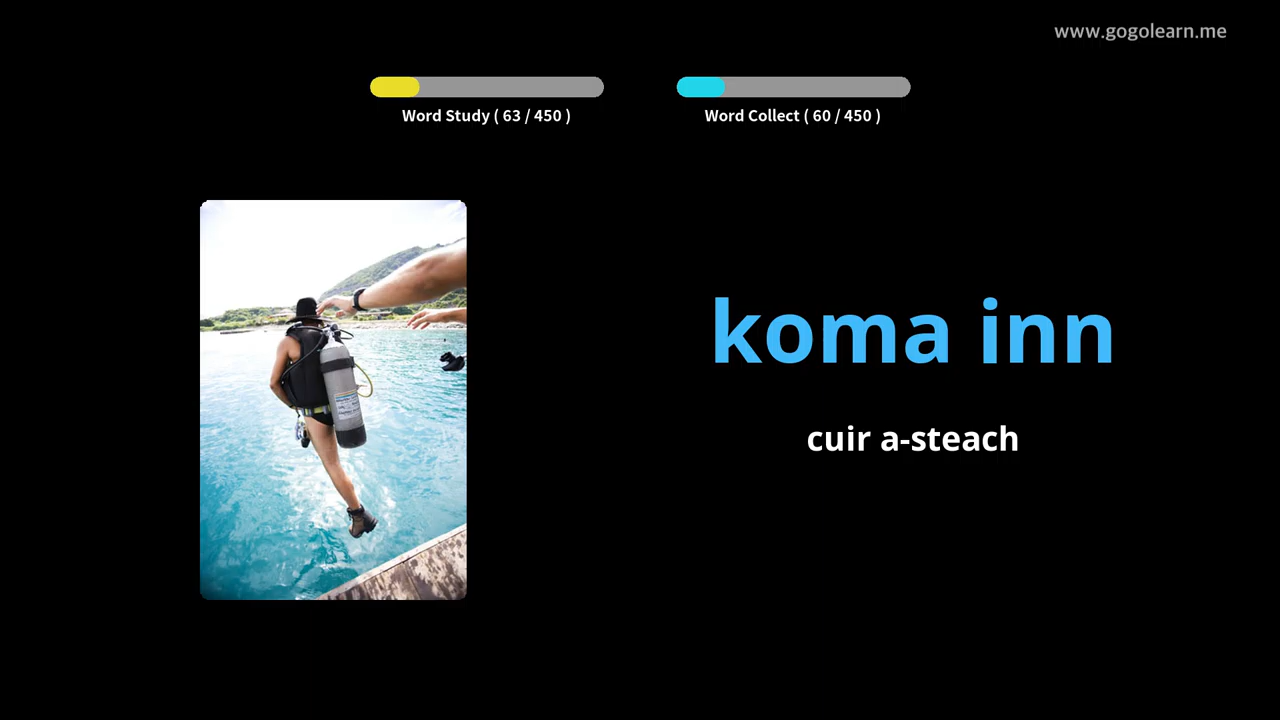 www.gogolearn.me
Word Study ( 63 / 450 )
Word Collect ( 60 / 450 )
koma inn
cuir a-steach